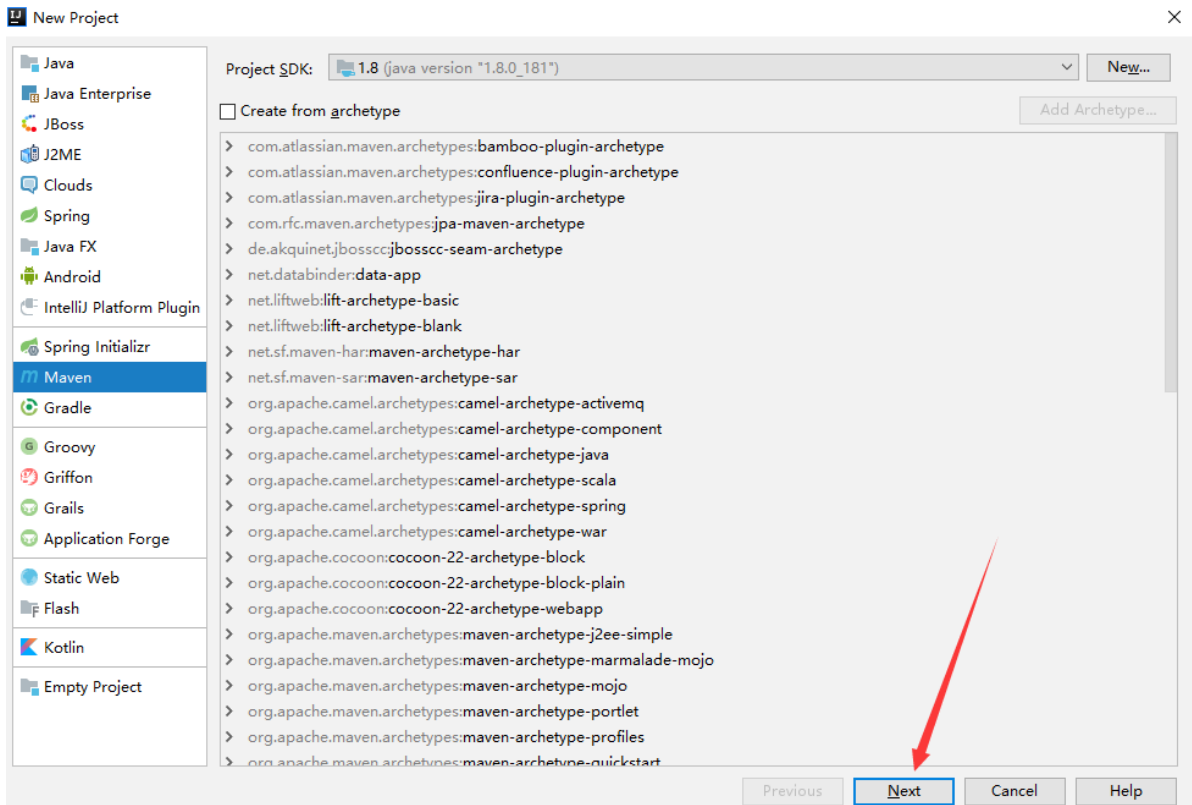 New Project
Java
Java Enterprise
JBoss
J2ME
Clouds
Spring
Java FX
Android
IntelliJ Platform Plugin
Spring Initializr
Maven
Gradle
Groovy
Griffon
Grails
Application Forge
Static Web
Flash
Kotlin
Empty Project
Project SDK: 1.8 (java version "1.8.0_181") New...
Create from archetype Add Archetype...
com.atlassian.maven.archetypes:bamboo-plugin-archetype
com.atlassian.maven.archetypes:confluence-plugin-archetype
com.atlassian.maven.archetypes:jira-plugin-archetype
com.rfc.maven.archetypes:jpa-maven-archetype
de.akquinet.jbosscc:jbosscc-seam-archetype
net.databinder:data-app
net.liftweb:lift-archetype-basic
net.liftweb:lift-archetype-blank
net.sf.maven-har:maven-archetype-har
net.sf.maven-sar:maven-archetype-sar
org.apache.camel.archetypes:camel-archetype-activemq
org.apache.camel.archetypes:camel-archetype-component
org.apache.camel.archetypes:camel-archetype-java
org.apache.camel.archetypes:camel-archetype-scala
org.apache.camel.archetypes:camel-archetype-spring
org.apache.camel.archetypes:camel-archetype-war
org.apache.cocoon:cocoon-22-archetype-block
org.apache.cocoon:cocoon-22-archetype-block-plain
org.apache.cocoon:cocoon-22-archetype-webapp
org.apache.maven.archetypes:maven-archetype-j2ee-simple
org.apache.maven.archetypes:maven-archetype-marmalade-mojo
org.apache.maven.archetypes:maven-archetype-mojo
org.apache.maven.archetypes:maven-archetype-portlet
org.apache.maven.archetypes:maven-archetype-profiles
org.apache.maven.archetypes:maven-archetype-quickstart
Previous Next Cancel Help